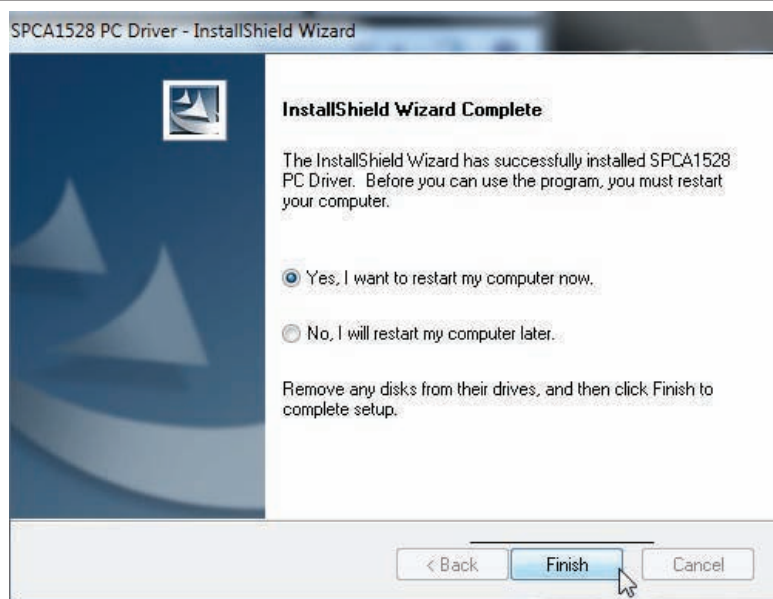 SPCA1528 PC Driver - InstallShield Wizard
InstallShield Wizard Complete
The InstallShield Wizard has successfully installed SPCA1528
PC Driver. Before you can use the program, you must restart
your computer.
Yes, I want to restart my computer now.
No, I will restart my computer later.
Remove any disks from their drives, and then click Finish to
complete setup.
< Back
Finish
Cancel